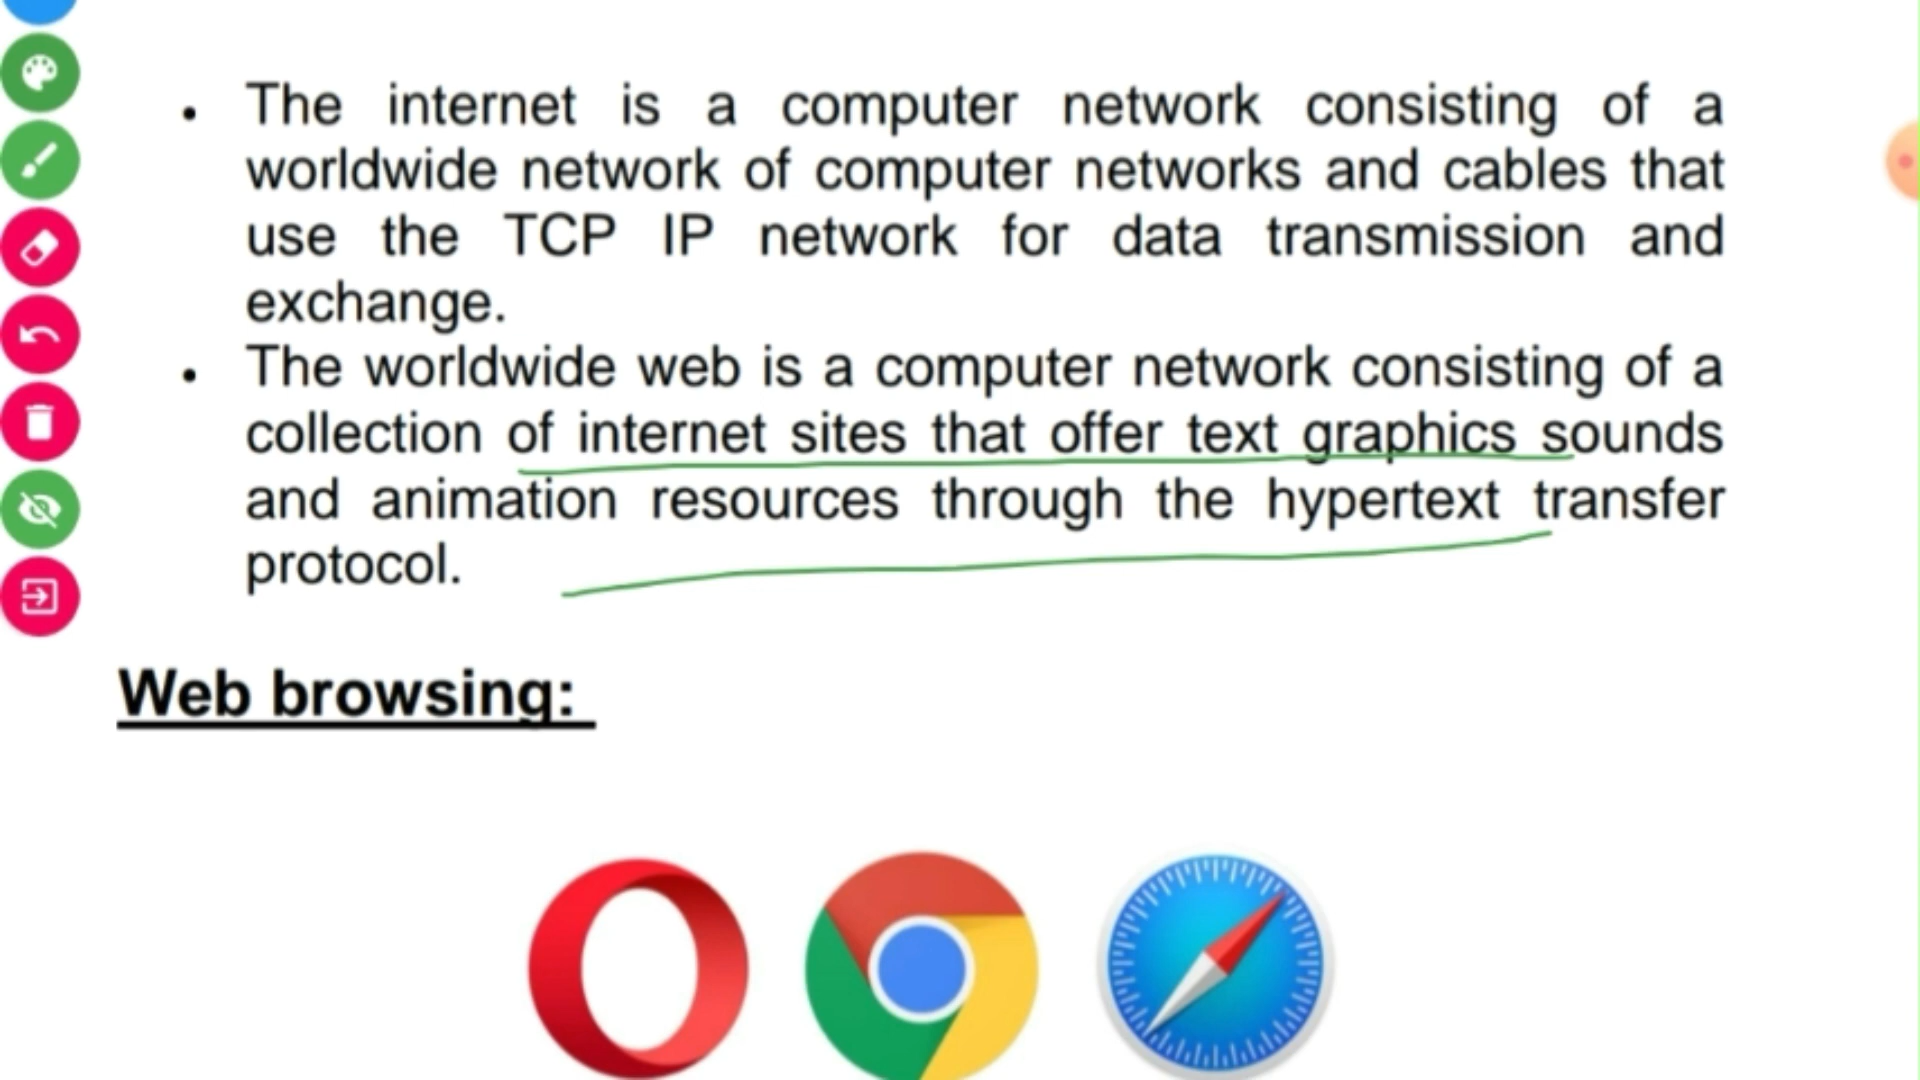 The internet is a computer network consisting of a
worldwide network of computer networks and cables that
use the TCP IP network for data transmission and
exchange.
The worldwide web is a computer network consisting of a
collection of internet sites that offer text graphics sounds
and animation resources through the hypertext transfer
protocol.
Web browsing: